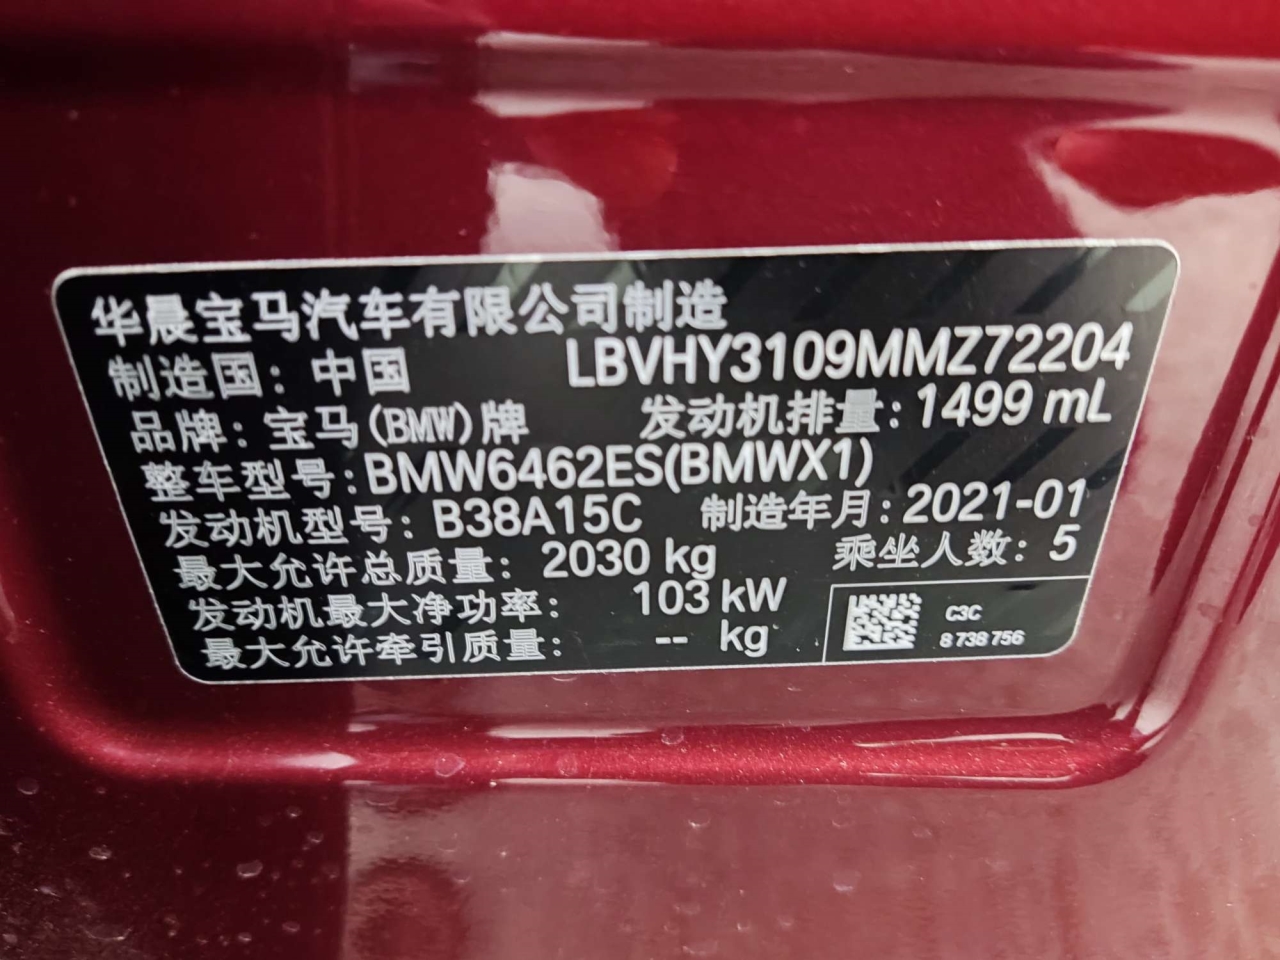 华晨宝马汽车有限公司制造
制造国：中国 LBVHY3109MMZ72204
品牌：宝马(BMW)牌 发动机排量：1499 mL
整车型号：BMW6462ES(BMWX1)
发动机型号：B38A15C 制造年月：2021-01
最大允许总质量：2030 kg 乘坐人数：5
发动机最大净功率：103 kW
最大允许牵引质量：-- kg
C3C
8 738 756